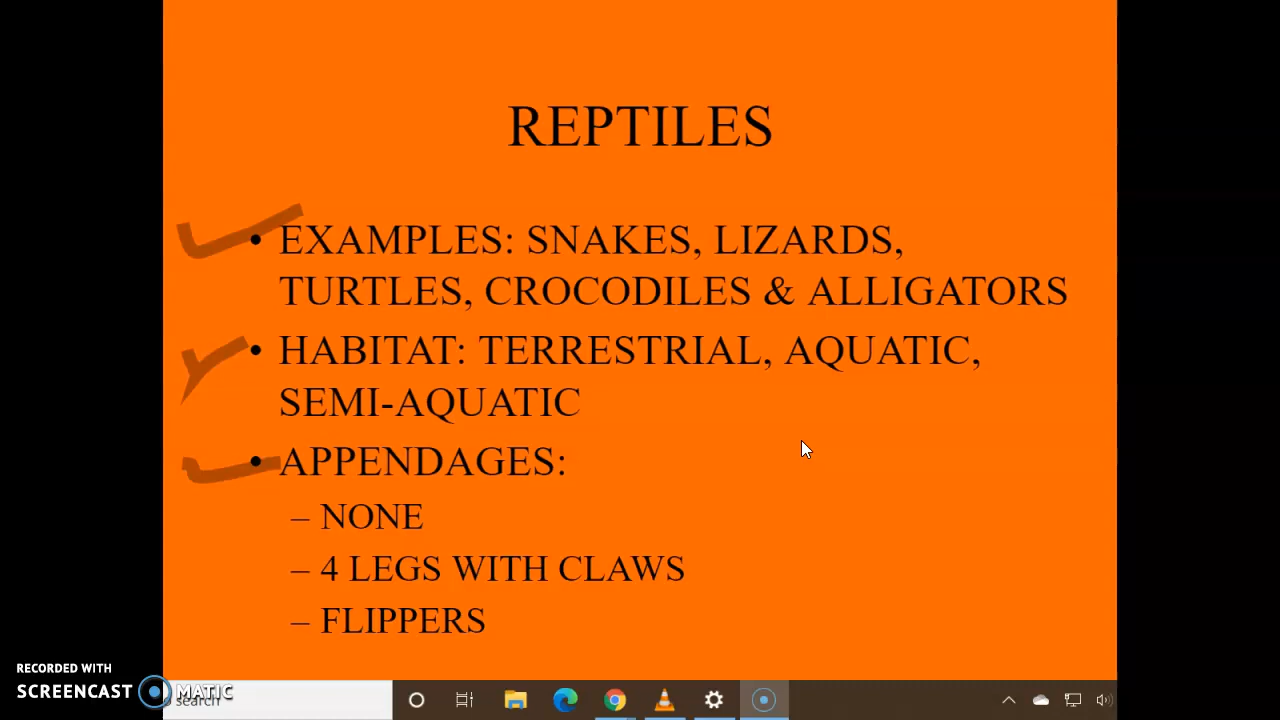 REPTILES
• EXAMPLES: SNAKES, LIZARDS,
TURTLES, CROCODILES & ALLIGATORS
• HABITAT: TERRESTRIAL, AQUATIC,
SEMI-AQUATIC
• APPENDAGES:
– NONE
– 4 LEGS WITH CLAWS
– FLIPPERS
RECORDED WITH
SCREENCAST MATIC
search